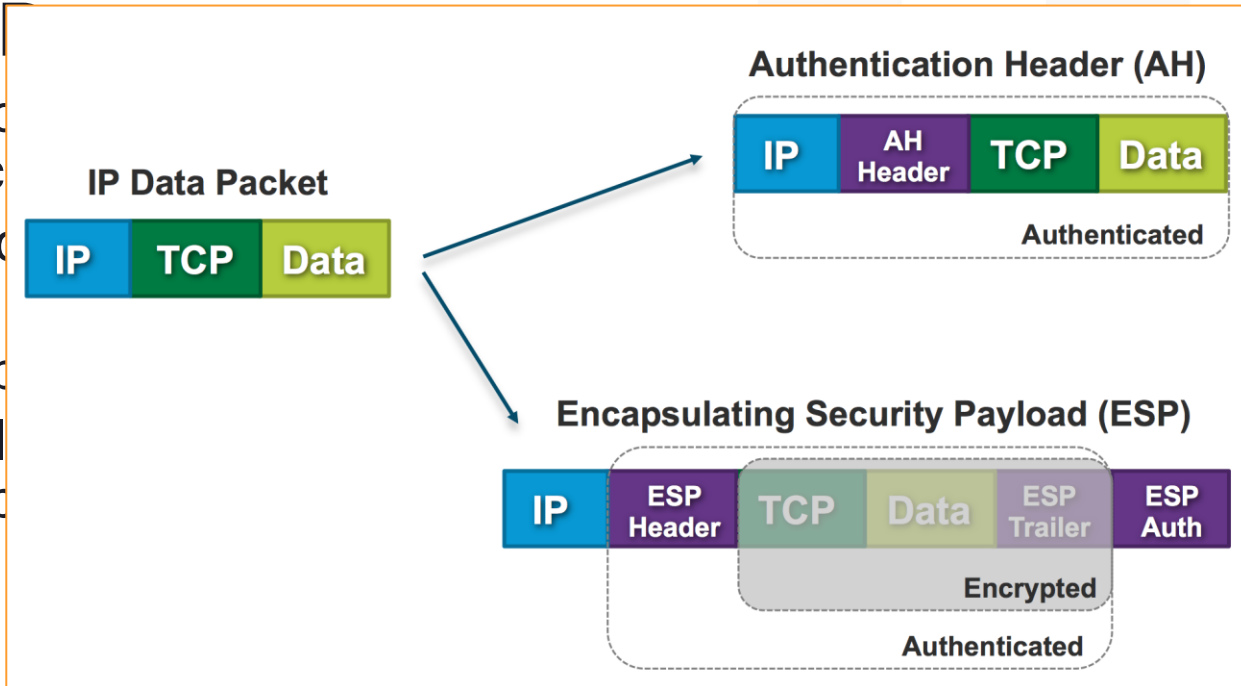 Authentication Header (AH)
IP
AH
Header
TCP
Data
Authenticated
IP Data Packet
IP
TCP
Data
Encapsulating Security Payload (ESP)
IP
ESP
Header
TCP
Data
ESP
Trailer
ESP
Auth
Encrypted
Authenticated